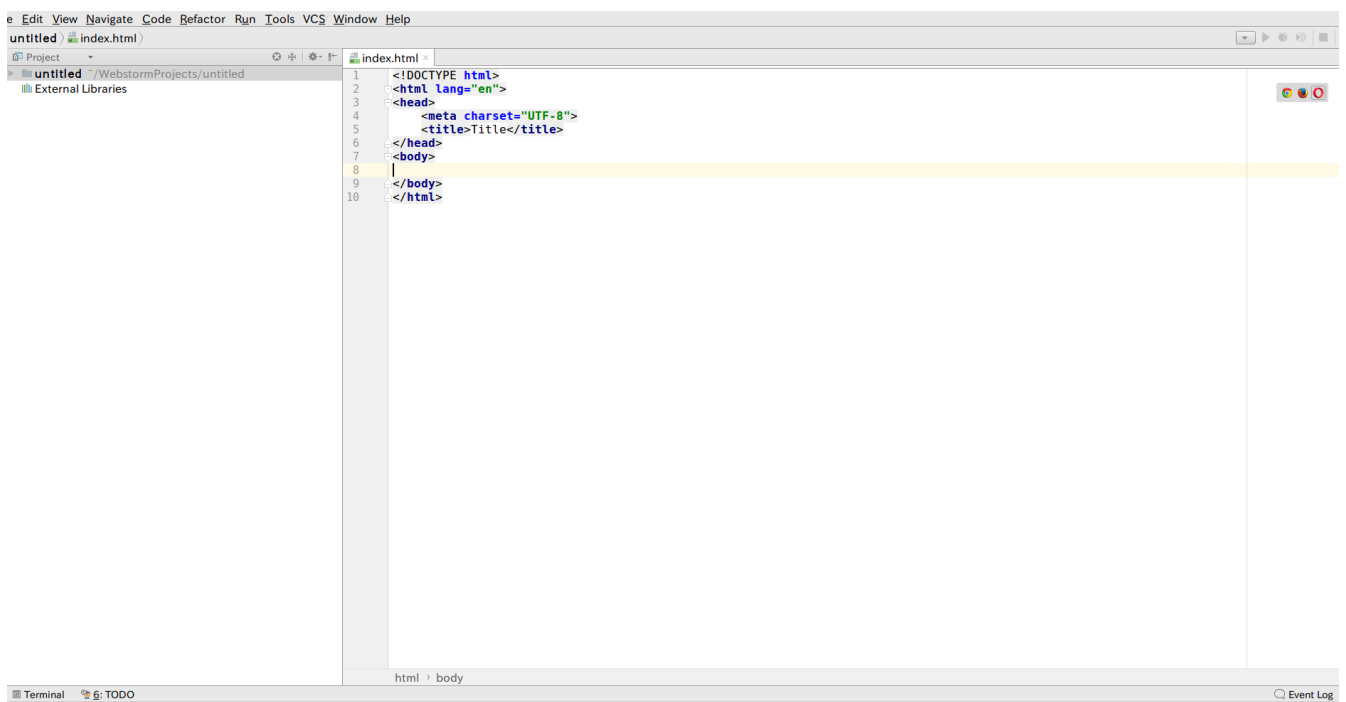 e Edit View Navigate Code Refactor Run Tools VCS Window Help
untitled index.html
Project
index.html
untitled ~/WebstormProjects/untitled
External Libraries
1 <!DOCTYPE html>
2 <html lang="en">
3 <head>
4     <meta charset="UTF-8">
5     <title>Title</title>
6 </head>
7 <body>
8
9 </body>
10 </html>
html › body
Terminal 6: TODO Event Log